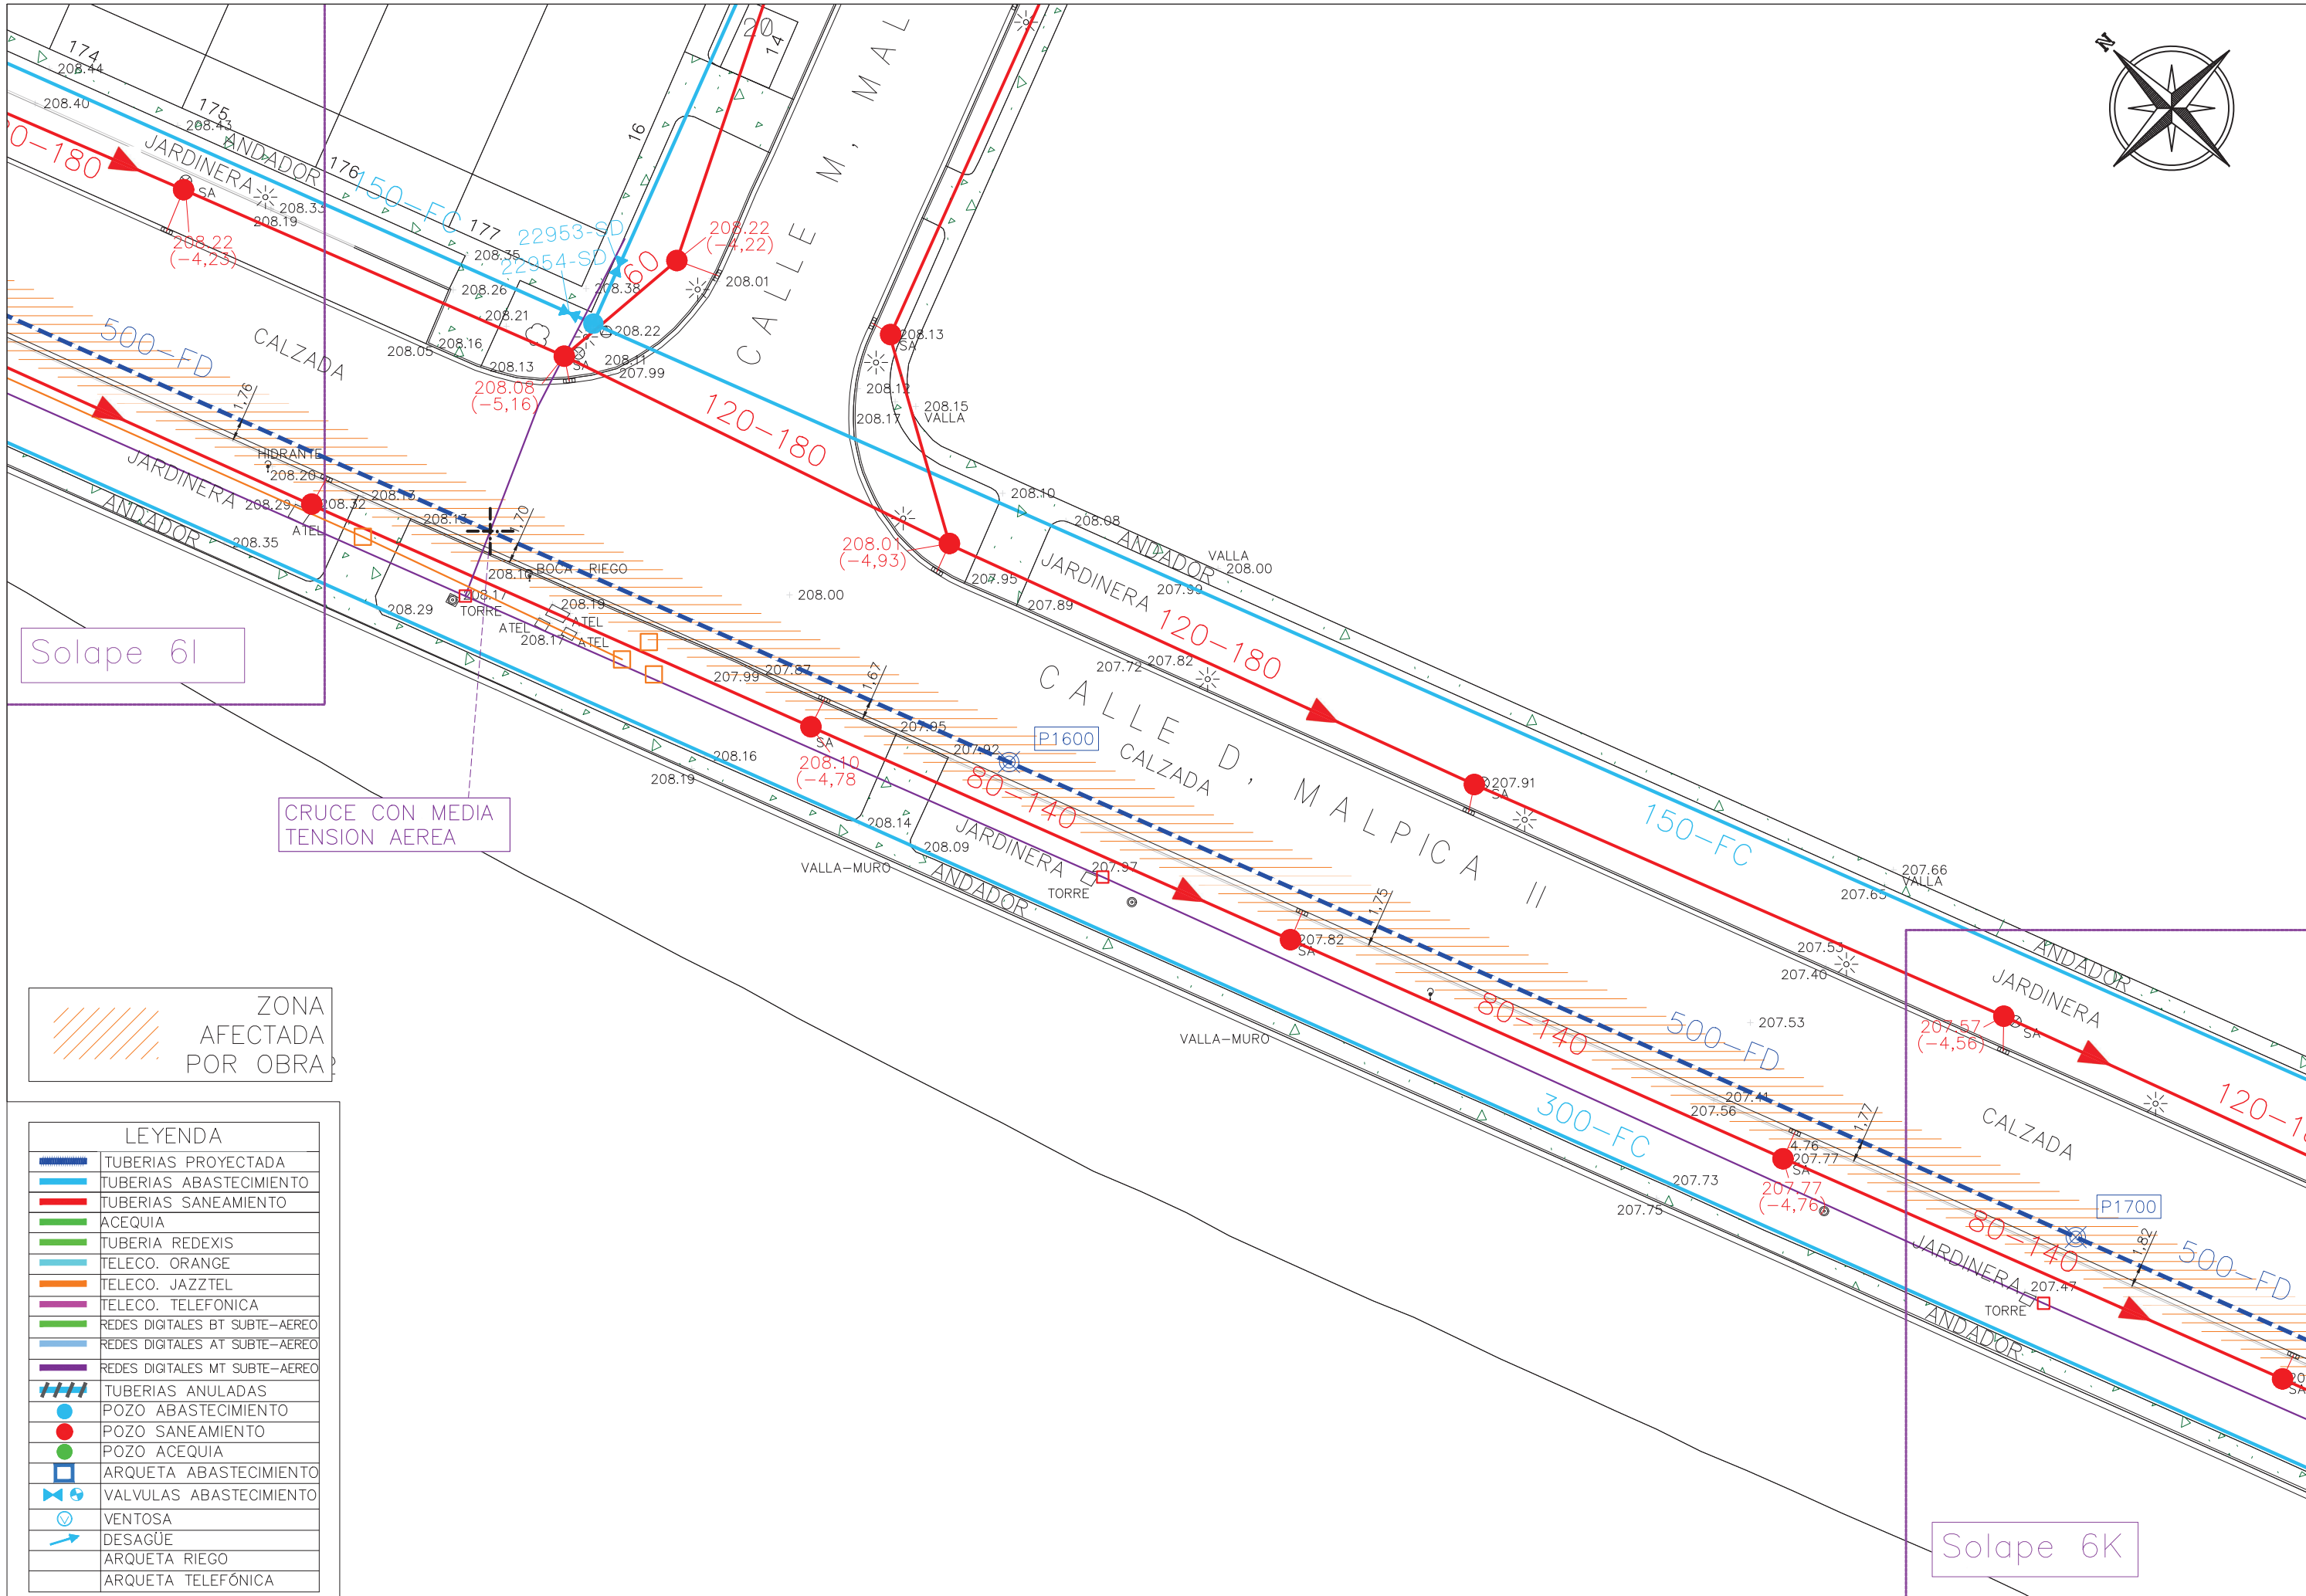 174
208.44
208.40
175
208.43
JARDINERA
ANDADOR
176
150-FC
177
16
20
14
CALLE M, MAL
N
0-180
SA
208.33
208.19
208.22
(-4,23)
22953-SD
22954-SD
60
208.22
(-4,22)
208.35
208.38
208.01
208.26
208.21
208.22
208.16
208.05
208.13
208.11
SA
207.99
208.08
(-5,16)
500-FD
CALZADA
1,76
120-180
208.13
SA
208.12
208.17
208.15
VALLA
HIDRANTE
208.20
JARDINERA
208.29
208.32
208.13
ATEL
ANDADOR
208.35
208.13
1,70
BOCA RIEGO
208.17
TORRE
208.29
208.19
ATEL
ATEL
208.17
ATEL
208.00
208.01
(-4,93)
208.10
208.08
ANDADOR
VALLA
208.00
207.95
JARDINERA
207.99
207.89
120-180
207.72
207.82
Solape 6I
207.99
207.87
1,67
207.95
207.92
SA
208.10
(-4,78
208.16
208.19
P1600
CALZADA
CALLE D, MALPICA II
80-140
207.91
SA
150-FC
CRUCE CON MEDIA
TENSION AEREA
208.14
208.09
VALLA-MURO
JARDINERA
ANDADOR
207.97
TORRE
1,75
207.82
SA
207.66
VALLA
207.65
207.53
207.40
ANDADOR
JARDINERA
VALLA-MURO
80-140
500-FD
207.53
207.57
(-4,56)
SA
ZONA
AFECTADA
POR OBRA
300-FC
207.41
207.56
1,77
4.76
207.77
SA
207.77
(-4,76
207.73
207.75
CALZADA
120-1
P1700
80-140
1,82
500-FD
JARDINERA
207.47
TORRE
ANDADOR
20
SA
Solape 6K
LEYENDA
TUBERIAS PROYECTADA
TUBERIAS ABASTECIMIENTO
TUBERIAS SANEAMIENTO
ACEQUIA
TUBERIA REDEXIS
TELECO. ORANGE
TELECO. JAZZTEL
TELECO. TELEFONICA
REDES DIGITALES BT SUBTE-AEREO
REDES DIGITALES AT SUBTE-AEREO
REDES DIGITALES MT SUBTE-AEREO
TUBERIAS ANULADAS
POZO ABASTECIMIENTO
POZO SANEAMIENTO
POZO ACEQUIA
ARQUETA ABASTECIMIENTO
VALVULAS ABASTECIMIENTO
VENTOSA
DESAGÜE
ARQUETA RIEGO
ARQUETA TELEFÓNICA